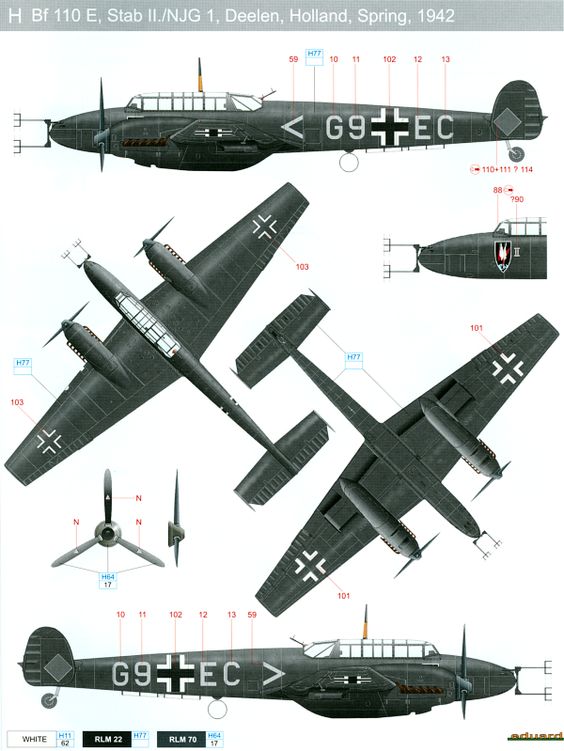 H Bf 110 E, Stab II./NJG 1, Deelen, Holland, Spring, 1942
59 H77 10 11 102 12 13
< G9 EC
110+111 ? 114
88
?90
II
103
101
H77
H77
103
N
N N
H64
17
101
10 11 102 12 13 59
G9 EC >
WHITE H11 62 RLM 22 H77 RLM 70 H64 17
eduard